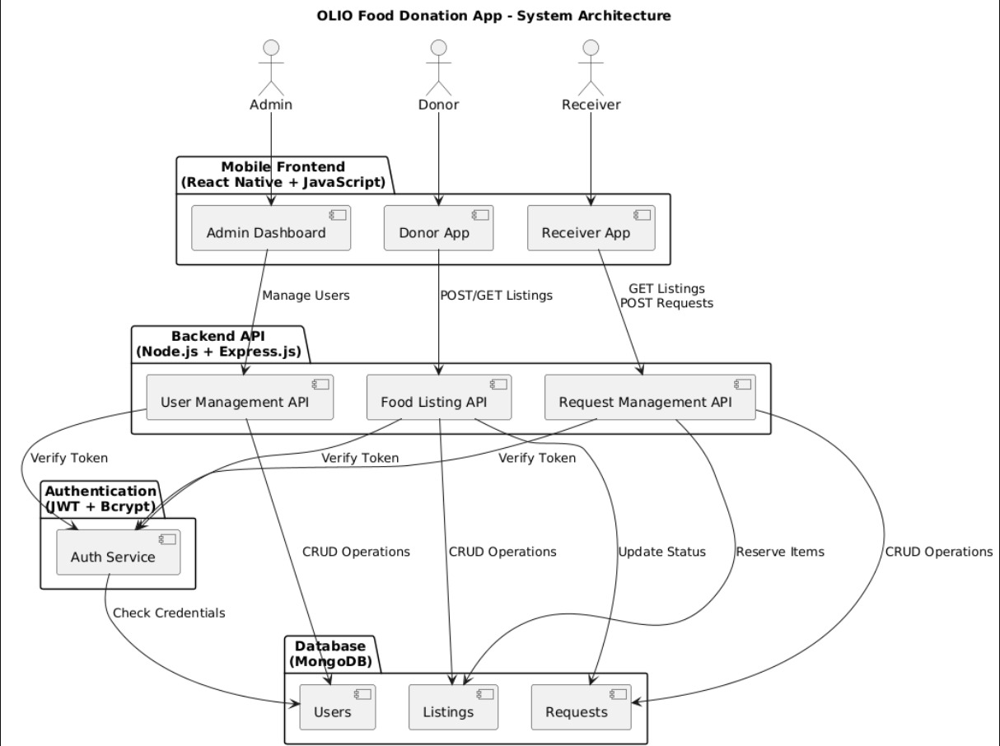 OLIO Food Donation App - System Architecture
Admin
Donor
Receiver
Mobile Frontend
(React Native + JavaScript)
Admin Dashboard
Donor App
Receiver App
Manage Users
POST/GET Listings
GET Listings
POST Requests
Backend API
(Node.js + Express.js)
User Management API
Food Listing API
Request Management API
Verify Token
Verify Token
Verify Token
Authentication
(JWT + Bcrypt)
Auth Service
CRUD Operations
CRUD Operations
Update Status
Reserve Items
CRUD Operations
Check Credentials
Database
(MongoDB)
Users
Listings
Requests